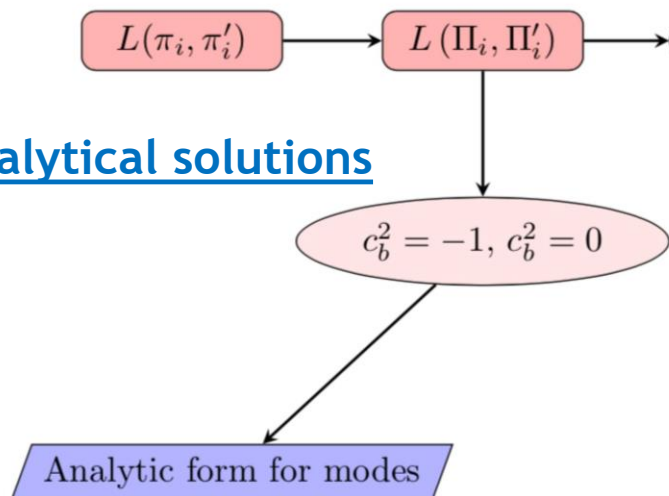 L(π_i, π′_i) L (Π_i, Π′_i)
alytical solutions
c_b^2 = −1, c_b^2 = 0
Analytic form for modes